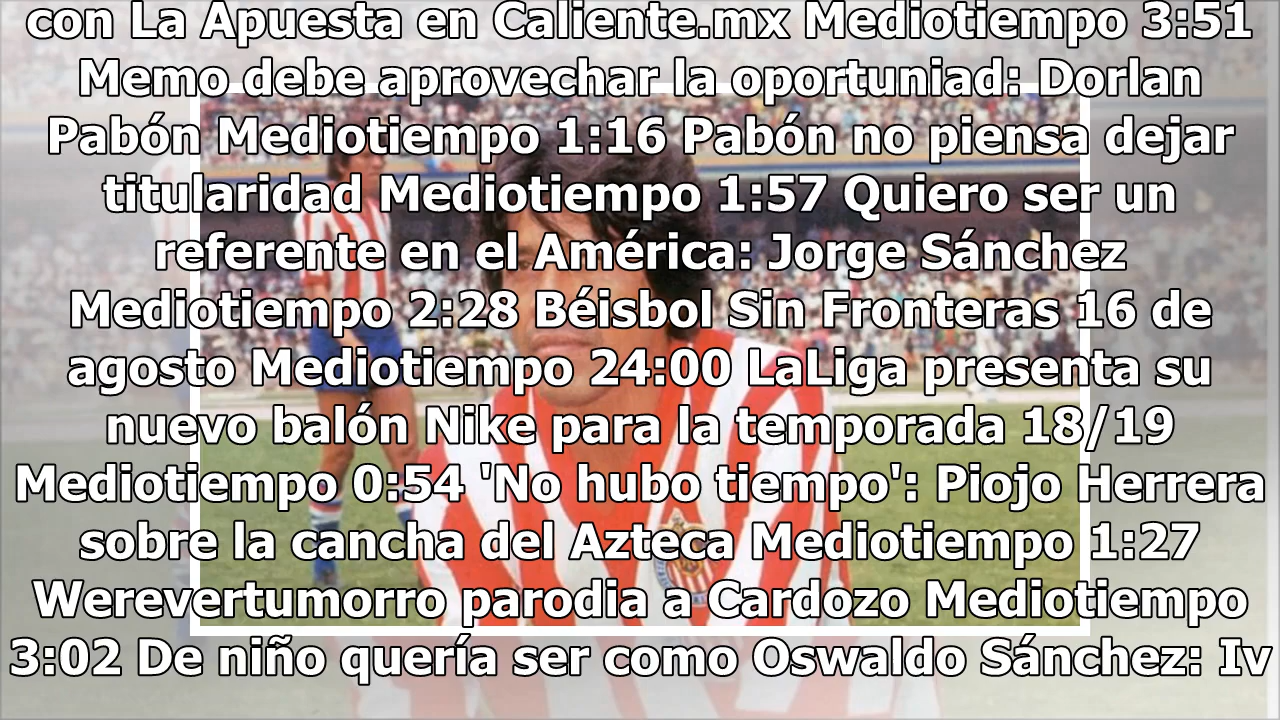 con La Apuesta en Caliente.mx Mediotiempo 3:51
Memo debe aprovechar la oportuniad: Dorlan
Pabón Mediotiempo 1:16 Pabón no piensa dejar
titularidad Mediotiempo 1:57 Quiero ser un
referente en el América: Jorge Sánchez
Mediotiempo 2:28 Béisbol Sin Fronteras 16 de
agosto Mediotiempo 24:00 LaLiga presenta su
nuevo balón Nike para la temporada 18/19
Mediotiempo 0:54 'No hubo tiempo': Piojo Herrera
sobre la cancha del Azteca Mediotiempo 1:27
Werevertumorro parodia a Cardozo Mediotiempo
3:02 De niño quería ser como Oswaldo Sánchez: Iv